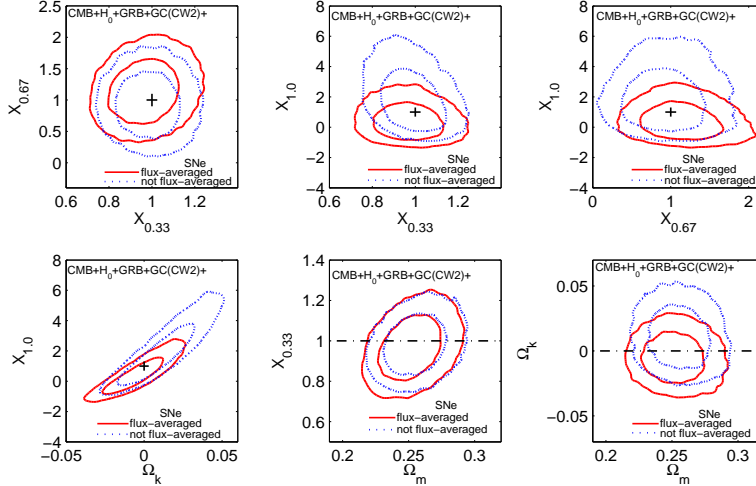 CMB+H0+GRB+GC(CW2)+
X0.67
2.5
2
1.5
1
0.5
0
SNe
flux−averaged
not flux−averaged
0.6 0.8 1 1.2 1.4
X0.33
CMB+H0+GRB+GC(CW2)+
X1.0
8
6
4
2
0
−2
−4
SNe
flux−averaged
not flux−averaged
0.6 0.8 1 1.2 1.4
X0.33
CMB+H0+GRB+GC(CW2)+
X1.0
8
6
4
2
0
−2
−4
SNe
flux−averaged
not flux−averaged
0 1 2
X0.67
CMB+H0+GRB+GC(CW2)+
X1.0
8
6
4
2
0
−2
−4
SNe
flux−averaged
not flux−averaged
−0.05 0 0.05
Ωk
CMB+H0+GRB+GC(CW2)+
X0.33
1.4
1.2
1
0.8
0.6
SNe
flux−averaged
not flux−averaged
0.2 0.25 0.3
Ωm
CMB+H0+GRB+GC(CW2)+
Ωk
0.05
0
−0.05
SNe
flux−averaged
not flux−averaged
0.2 0.25 0.3
Ωm